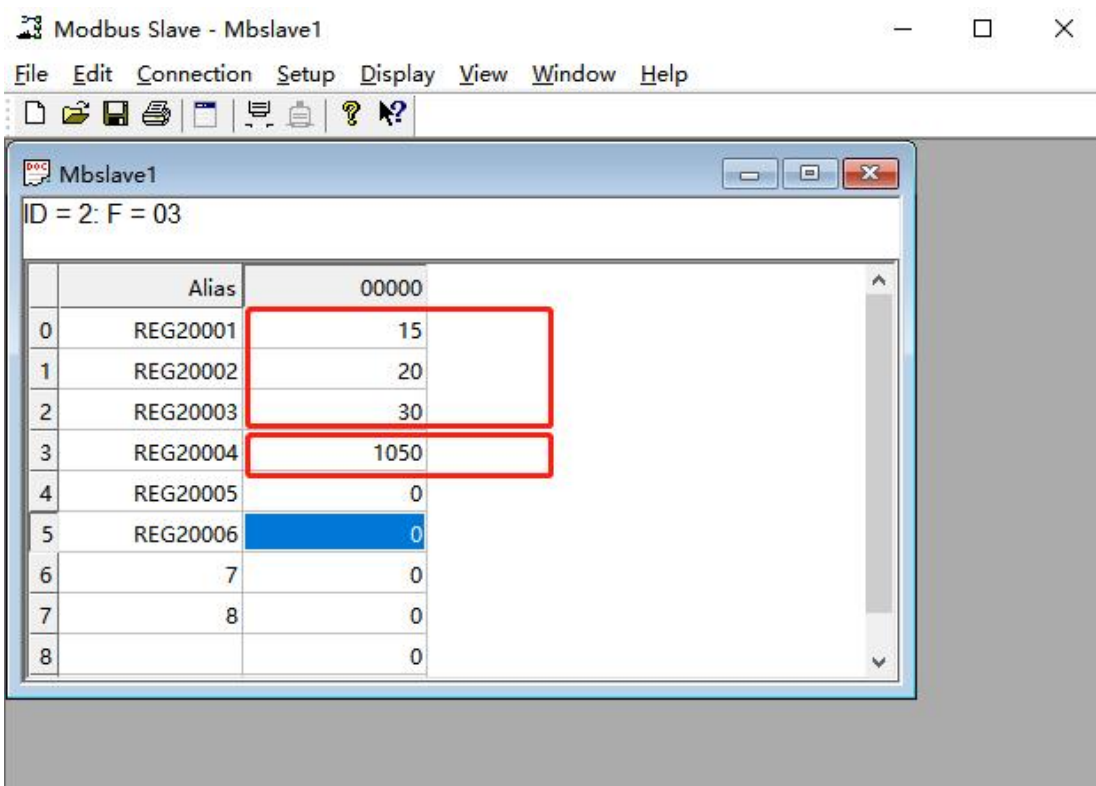 Modbus Slave - Mbslave1
File Edit Connection Setup Display View Window Help
Mbslave1
ID = 2: F = 03
Alias 00000
0 REG20001 15
1 REG20002 20
2 REG20003 30
3 REG20004 1050
4 REG20005 0
5 REG20006 0
6 7 0
7 8 0
8 0